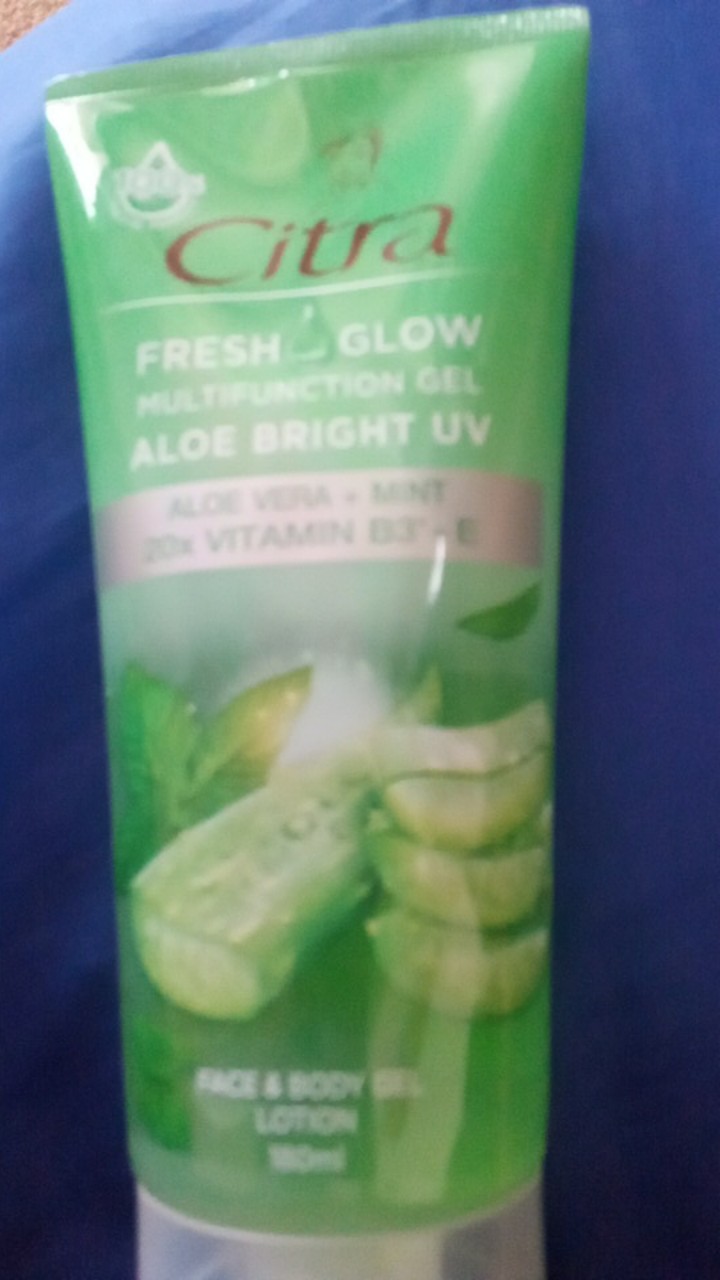 Citra
FRESH GLOW
MULTIFUNCTION GEL
ALOE BRIGHT UV
ALOE VERA + MINT
20x VITAMIN B3* - E
FACE & BODY GEL
LOTION
180ml